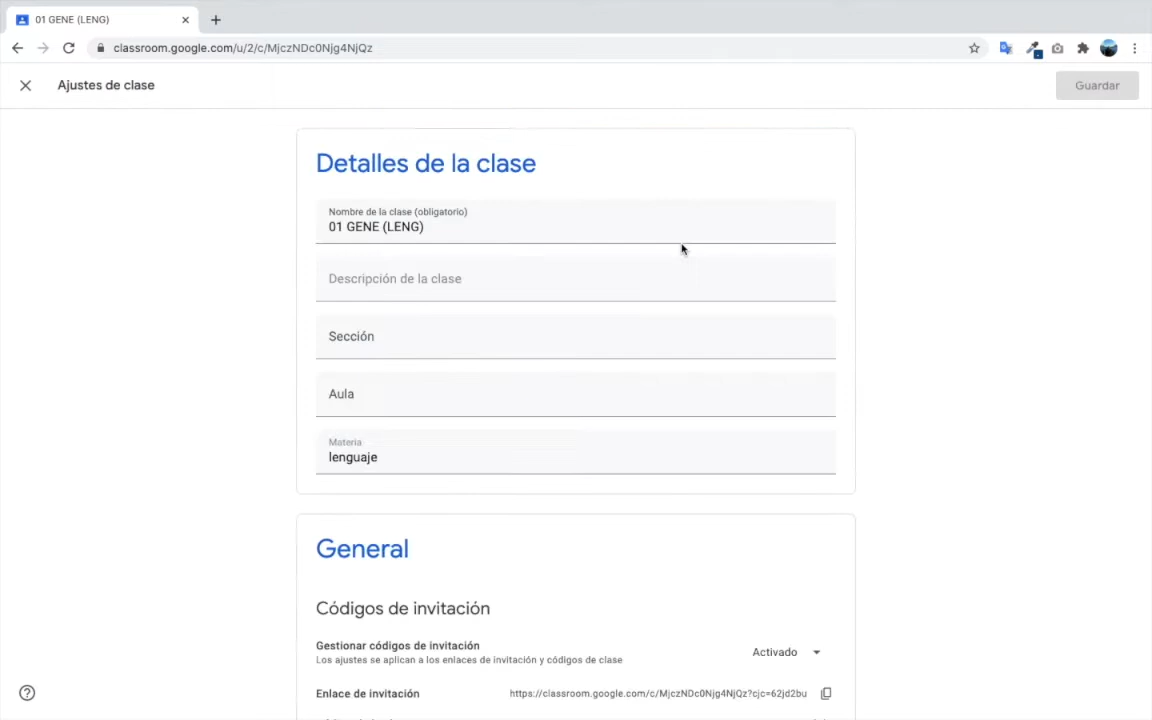 01 GENE (LENG)
classroom.google.com/u/2/c/MjczNDc0Njg4NjQz
Ajustes de clase
Guardar
Detalles de la clase
Nombre de la clase (obligatorio)
01 GENE (LENG)
Descripción de la clase
Sección
Aula
Materia
lenguaje
General
Códigos de invitación
Gestionar códigos de invitación
Los ajustes se aplican a los enlaces de invitación y códigos de clase
Activado
Enlace de invitación
https://classroom.google.com/c/MjczNDc0Njg4NjQz?cjc=62jd2bu